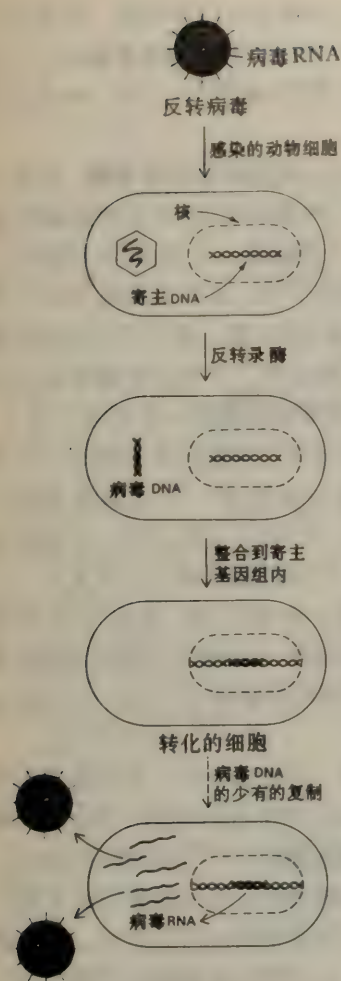 病毒RNA
反转病毒
感染的动物细胞
核
寄主DNA
反转录酶
病毒DNA
整合到寄主
基因组内
转化的细胞
病毒DNA
的少有的复制
病毒RNA